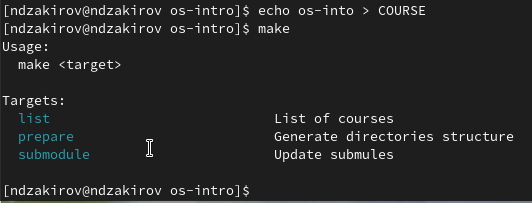 [ndzakirov@ndzakirov os-intro]$ echo os-into > COURSE
[ndzakirov@ndzakirov os-intro]$ make
Usage:
  make <target>

Targets:
  list                         List of courses
  prepare                      Generate directories structure
  submodule                    Update submules

[ndzakirov@ndzakirov os-intro]$